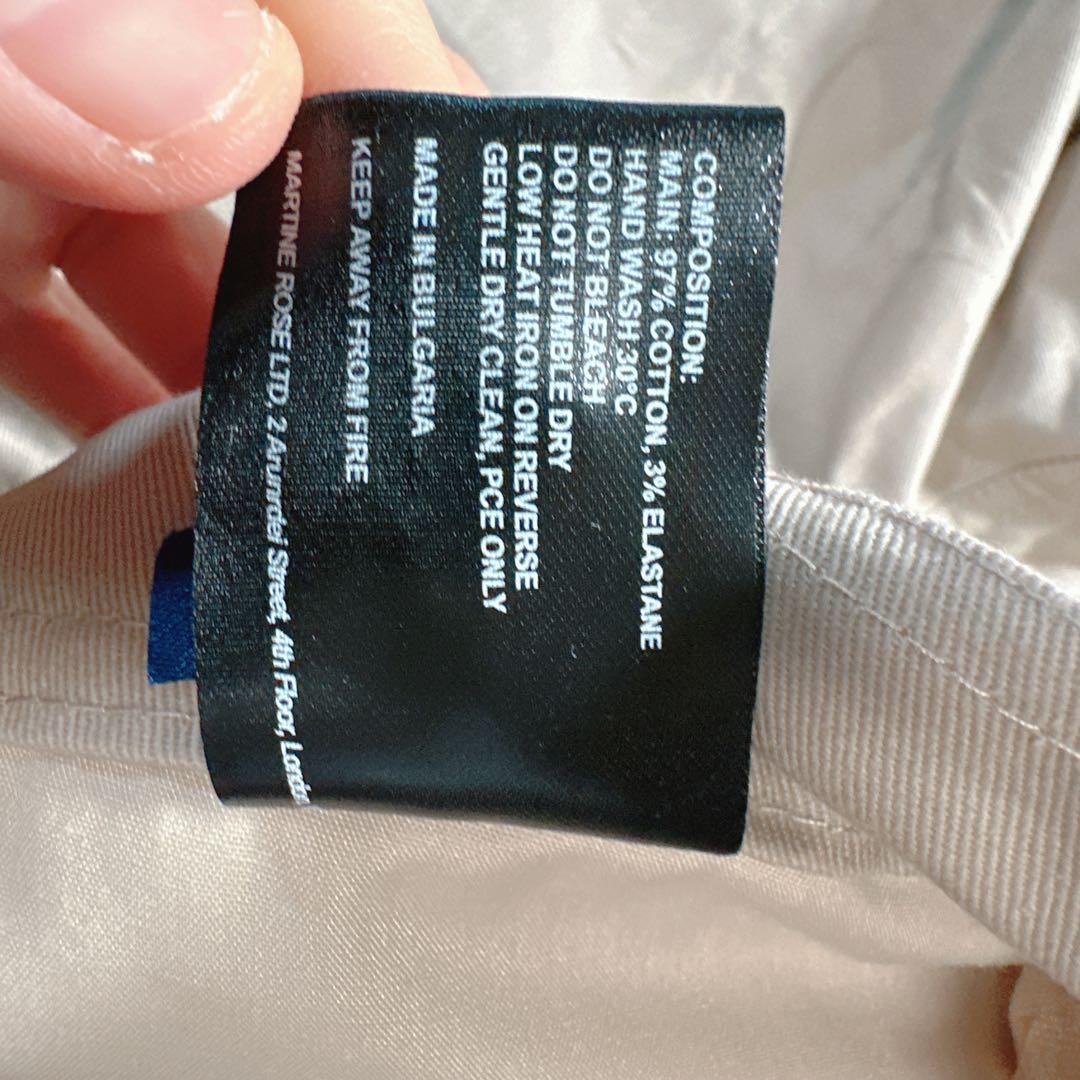 COMPOSITION:
MAIN: 97% COTTON, 3% ELASTANE
HAND WASH 30°C
DO NOT BLEACH
DO NOT TUMBLE DRY
LOW HEAT IRON ON REVERSE
GENTLE DRY CLEAN, PCE ONLY
MADE IN BULGARIA
KEEP AWAY FROM FIRE
MARTINE ROSE LTD. 2 Arunndel Street, 4th Floor,